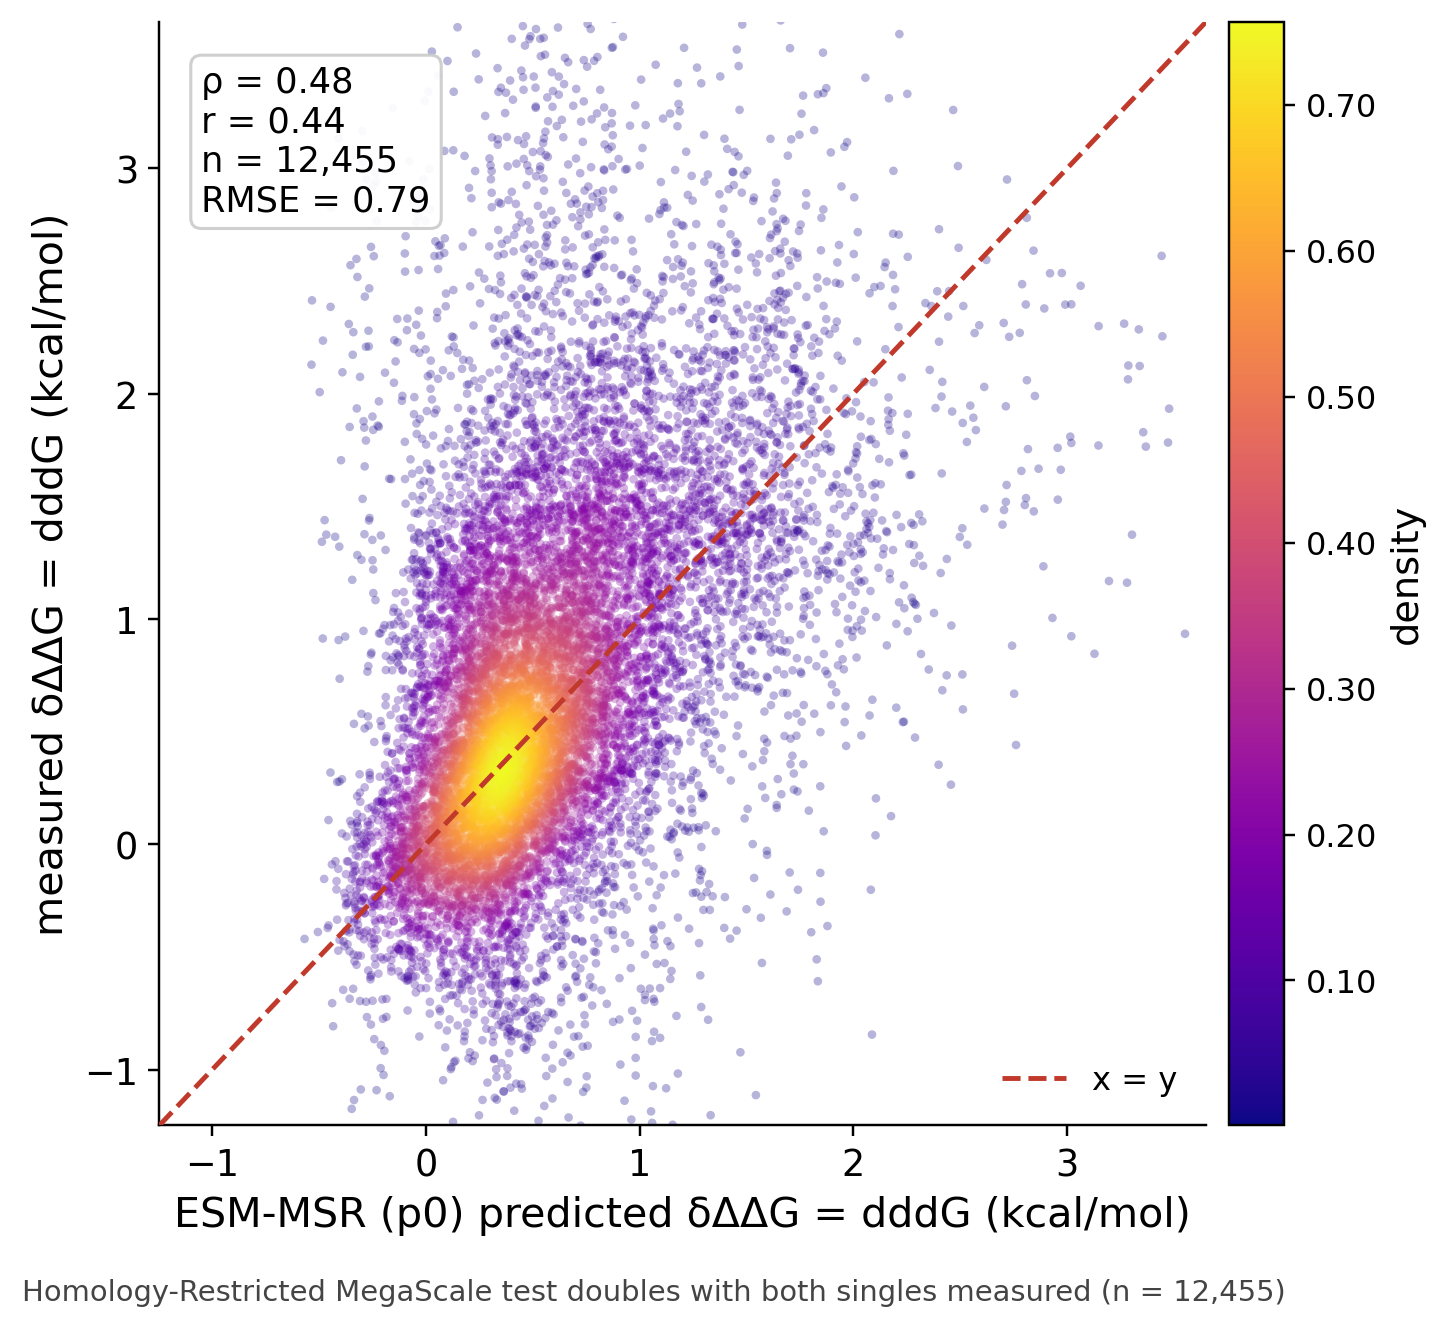 ρ = 0.48
r = 0.44
n = 12,455
RMSE = 0.79
3
2
1
0
−1
measured δΔΔG = dddG (kcal/mol)
x = y
−1
0
1
2
3
ESM-MSR (p0) predicted δΔΔG = dddG (kcal/mol)
0.70
0.60
0.50
0.40
0.30
0.20
0.10
density
Homology-Restricted MegaScale test doubles with both singles measured (n = 12,455)